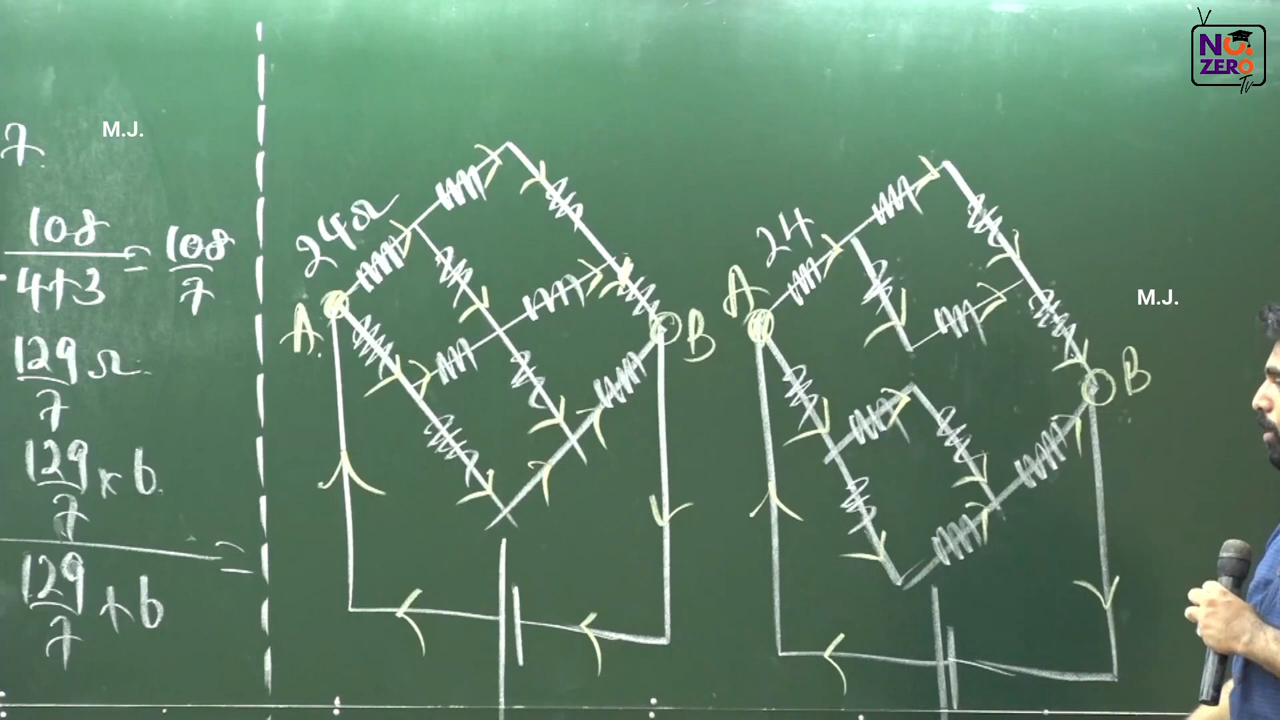 7.
M.J.
108
4+3
=
108
7
129 Ω
7
129 × 6
7
129 + 6
7
=
24Ω
A
B
24
A
B
M.J.
NO.
ZERO
TV